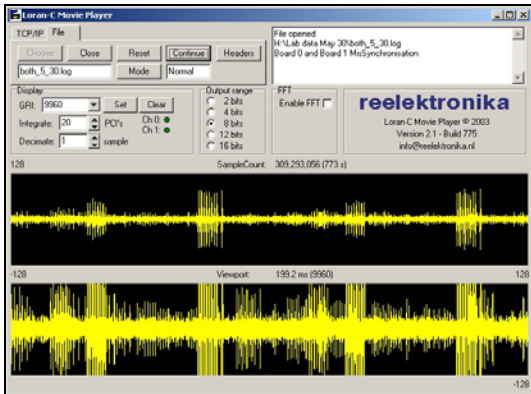 Loran-C Movie Player
TCP/IP File
Choose Close Reset Continue Headers
both_5_30.log Mode Normal
File opened
H:\Lab data May 30\both_5_30.log
Board 0 and Board 1 MisSynchronisation
Display
GRI: 9960 Set Clear
Integrate: 20 PCI's Ch 0:
Ch 1:
Decimate: 1 sample
Output range
2 bits
4 bits
8 bits
12 bits
16 bits
FFT
Enable FFT
reelektronika
Loran-C Movie Player © 2003
Version 2.1 - Build 775
info@reelektronika.nl
128 SampleCount: 309,293,056 (773 s)
-128 Viewport: 199.2 ms (9960) 128
-128